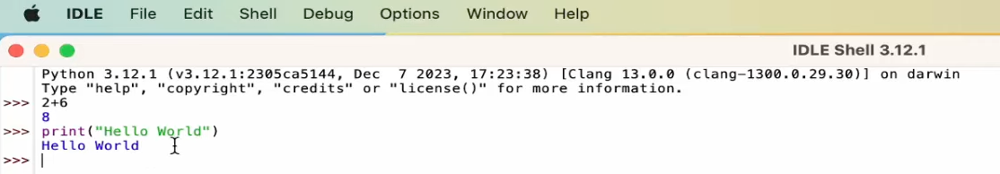 IDLE File Edit Shell Debug Options Window Help
IDLE Shell 3.12.1
Python 3.12.1 (v3.12.1:2305ca5144, Dec  7 2023, 17:23:38) [Clang 13.0.0 (clang-1300.0.29.30)] on darwin
Type "help", "copyright", "credits" or "license()" for more information.
>>> 2+6
8
>>> print("Hello World")
Hello World
>>>